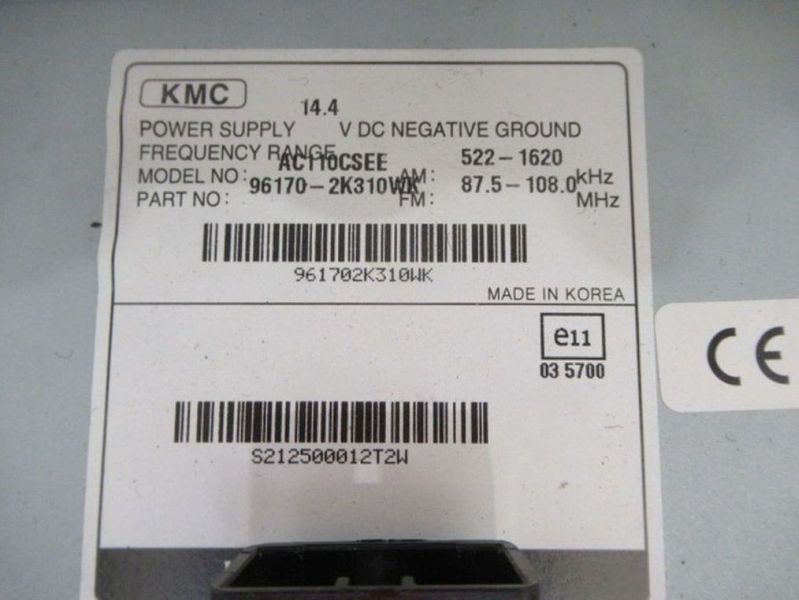 KMC
14.4
POWER SUPPLY V DC NEGATIVE GROUND
FREQUENCY RANGE 522-1620
AC110CSEE
MODEL NO: AM: kHz
96170-2K310WK 87.5-108.0
PART NO: FM: MHz
961702K310WK
MADE IN KOREA
e11
03 5700
CE
S212500012T2W